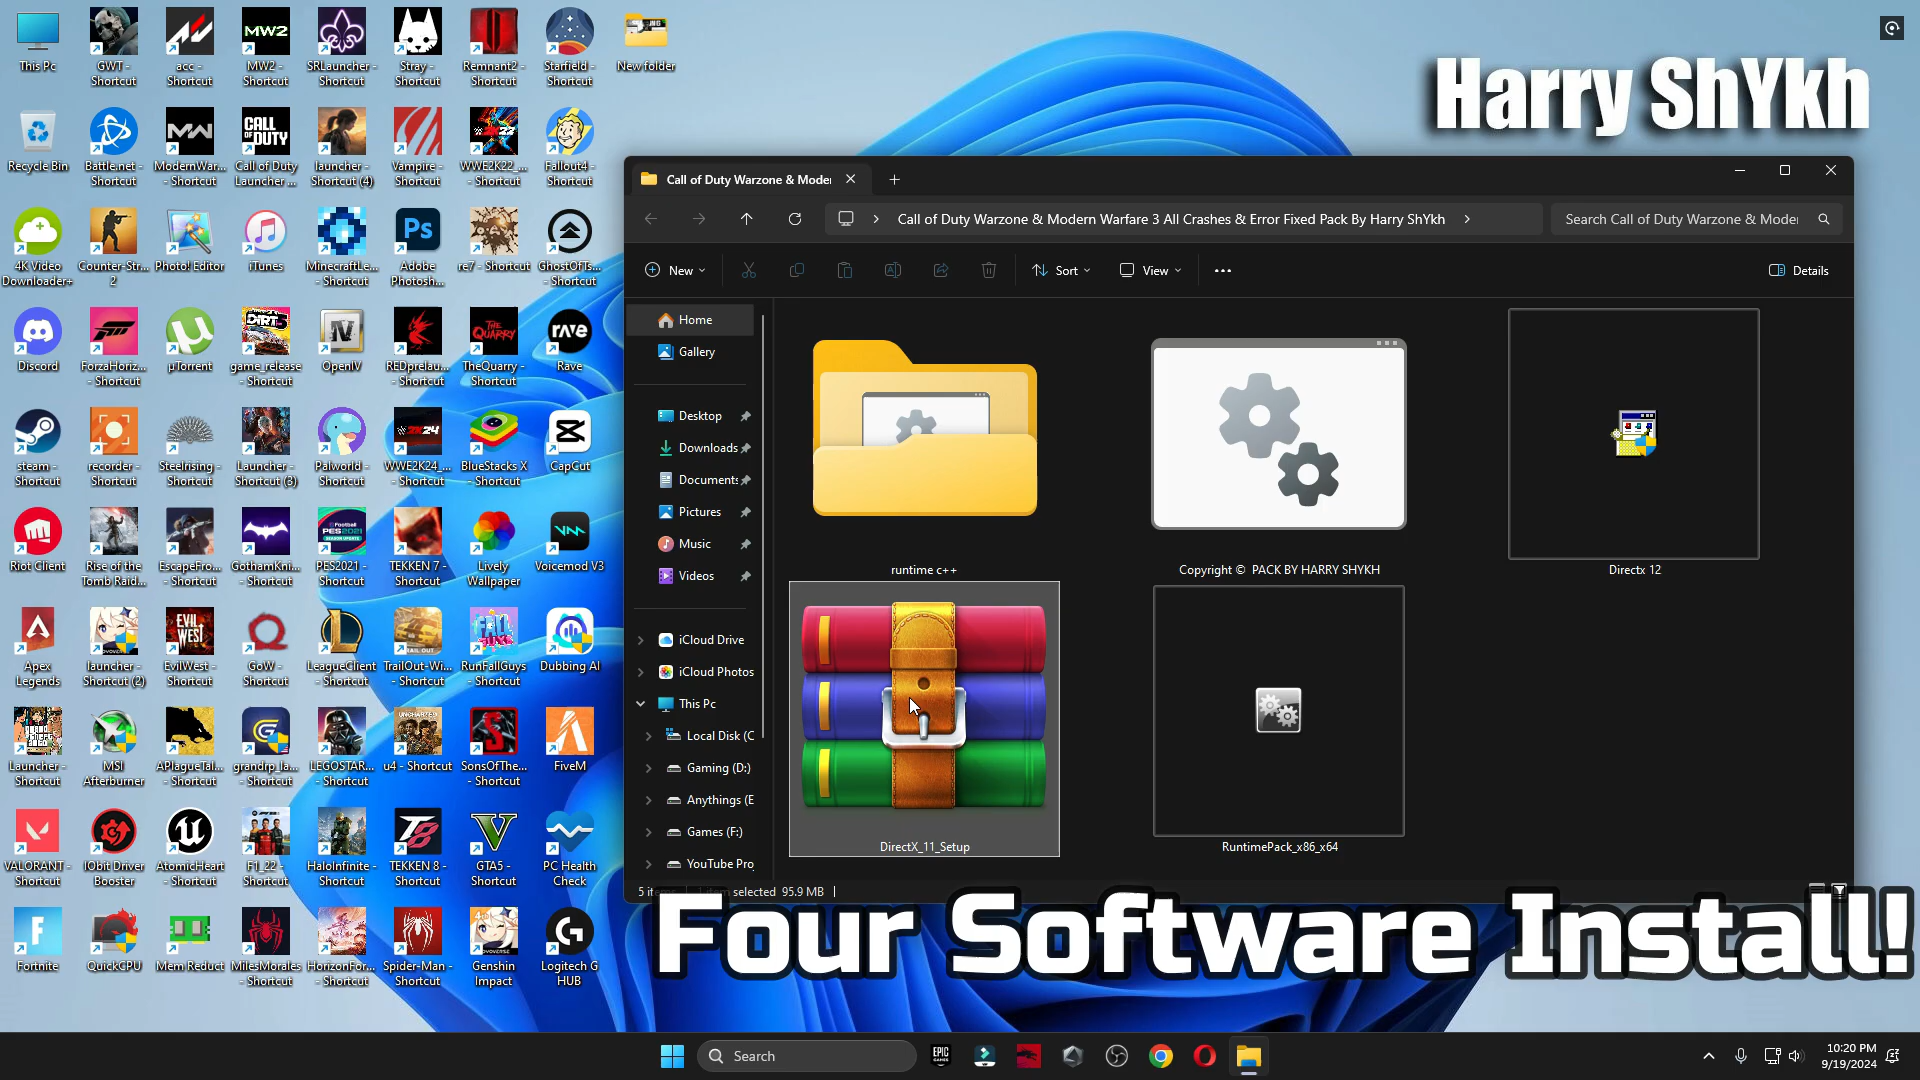 This Pc
GWT - Shortcut
acc - Shortcut
MW2 - Shortcut
SRLauncher - Shortcut
Stray - Shortcut
Remnant2 - Shortcut
Starfield - Shortcut
New folder
Harry ShYkh
Recycle Bin
Battle.net - Shortcut
ModernWar... - Shortcut
Call of Duty Launcher ...
launcher - Shortcut (4)
Vampire - Shortcut
WWE2K22_... - Shortcut
Fallout4 - Shortcut
4K Video Downloader+
Counter-Str... 2
Photo! Editor
iTunes
MinecraftLe... - Shortcut
Adobe Photosh...
re7 - Shortcut
GhostOfTs... - Shortcut
Discord
ForzaHoriz... - Shortcut
µTorrent
game_release - Shortcut
OpenIV
REDprelau... - Shortcut
TheQuarry - Shortcut
Rave
steam - Shortcut
recorder - Shortcut
Steelrising - Shortcut
Launcher - Shortcut (3)
Palworld - Shortcut
WWE2K24_... - Shortcut
BlueStacks X
CapCut
Riot Client
Rise of the Tomb Raid...
EscapeFro... - Shortcut
GothamKni... - Shortcut
PES2021 - Shortcut
TEKKEN 7 - Shortcut
Lively Wallpaper
Voicemod V3
Apex Legends
launcher - Shortcut (2)
EvilWest - Shortcut
GoW - Shortcut
LeagueClient - Shortcut
TrailOut-Wi... - Shortcut
RunFallGuys - Shortcut
Dubbing AI
Launcher - Shortcut
MSI Afterburner
APlagueTal... - Shortcut
grandrp_la... - Shortcut
LEGOSTAR... - Shortcut
u4 - Shortcut
SonsOfThe... - Shortcut
FiveM
VALORANT - Shortcut
IObit Driver Booster
AtomicHeart - Shortcut
F1_22 - Shortcut
HaloInfinite - Shortcut
TEKKEN 8 - Shortcut
GTA5 - Shortcut
PC Health Check
Fortnite
QuickCPU
Mem Reduct
MilesMorales - Shortcut
HorizonFor... - Shortcut
Spider-Man - Shortcut
Genshin Impact
Logitech G HUB
Call of Duty Warzone & Moder
Call of Duty Warzone & Modern Warfare 3 All Crashes & Error Fixed Pack By Harry ShYkh
Search Call of Duty Warzone & Moder
New
Sort
View
Details
Home
Gallery
Desktop
Downloads
Documents
Pictures
Music
Videos
iCloud Drive
iCloud Photos
This Pc
Local Disk (C
Gaming (D:)
Anythings (E
Games (F:)
YouTube Pro
runtime c++
Copyright © PACK BY HARRY SHYKH
Directx 12
DirectX_11_Setup
RuntimePack_x86_x64
selected 95.9 MB
Four Software Install!
Search
10:20 PM
9/19/2024